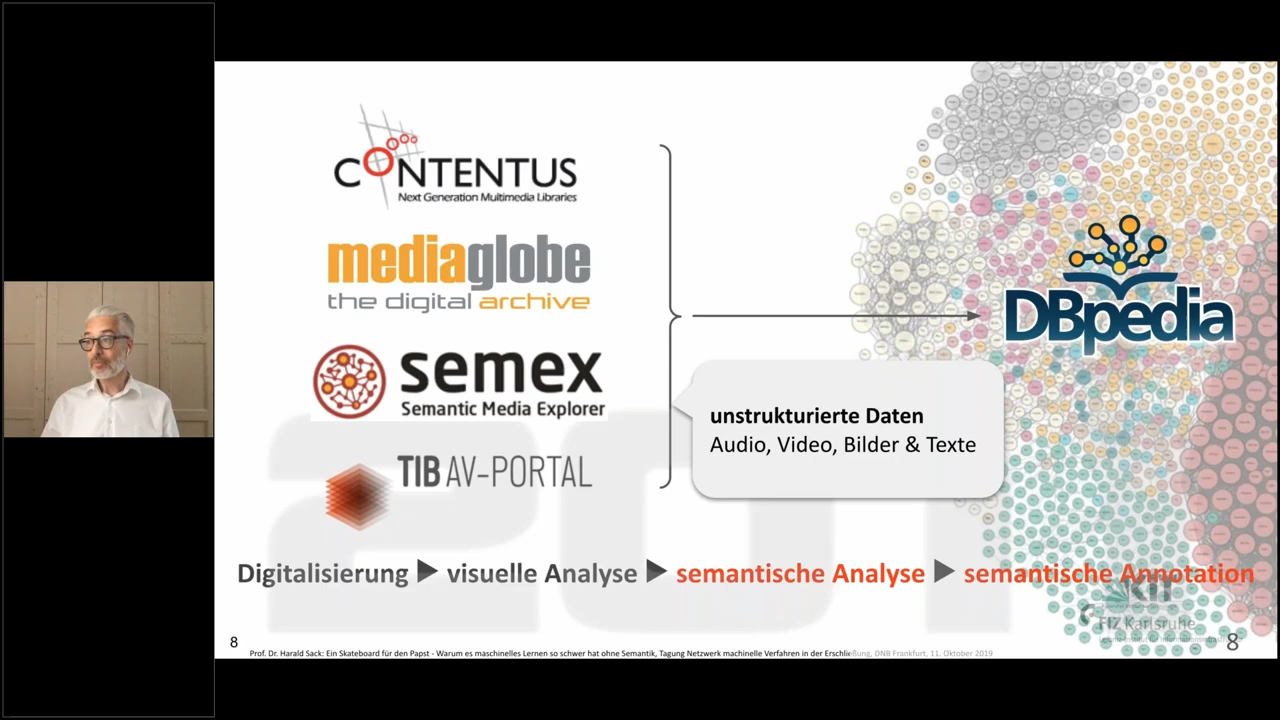 CONTENTUS
Next Generation Multimedia Libraries
mediaglobe
the digital archive
semex
Semantic Media Explorer
TIB AV-PORTAL
DBpedia
unstrukturierte Daten
Audio, Video, Bilder & Texte
201
Digitalisierung visuelle Analyse semantische Analyse semantische Annotation
KIT
FIZ Karlsruhe
8
8
Prof. Dr. Harald Sack: Ein Skateboard für den Papst - Warum es maschinelles Lernen so schwer hat ohne Semantik, Tagung Netzwerk machinelle Verfahren in der Erschließung, DNB Frankfurt, 11. Oktober 2019